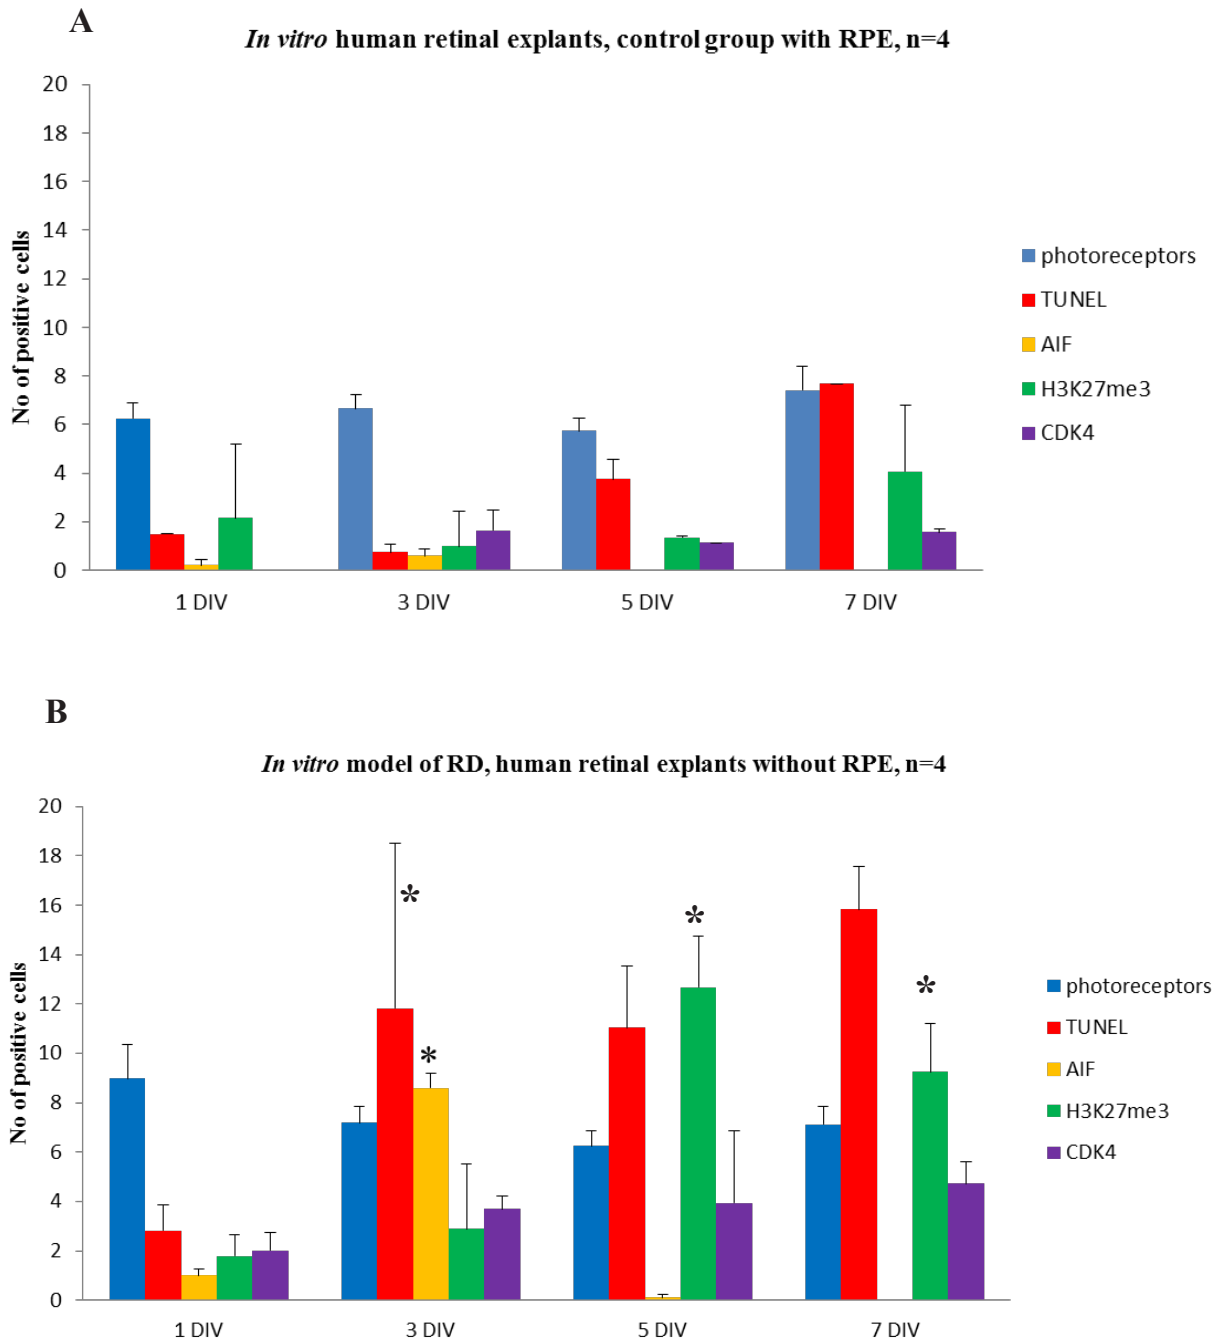 A
In vitro human retinal explants, control group with RPE, n=4
20
18
16
14
12
10
8
6
4
2
0
No of positive cells
1 DIV
3 DIV
5 DIV
7 DIV
photoreceptors
TUNEL
AIF
H3K27me3
CDK4
B
In vitro model of RD, human retinal explants without RPE, n=4
20
18
16
14
12
10
8
6
4
2
0
No of positive cells
*
*
*
*
1 DIV
3 DIV
5 DIV
7 DIV
photoreceptors
TUNEL
AIF
H3K27me3
CDK4